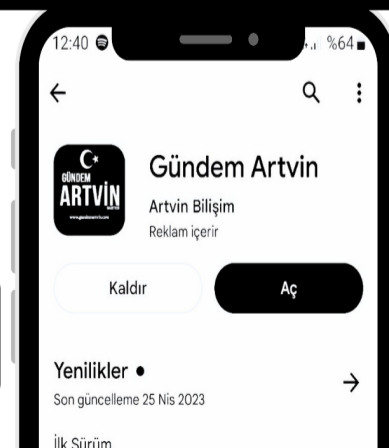 12:40
%64
GÜNDEM
ARTVİN
Gündem Artvin
Artvin Bilişim
Reklam içerir
Kaldır
Aç
Yenilikler
Son güncelleme 25 Nis 2023
İlk Sürüm